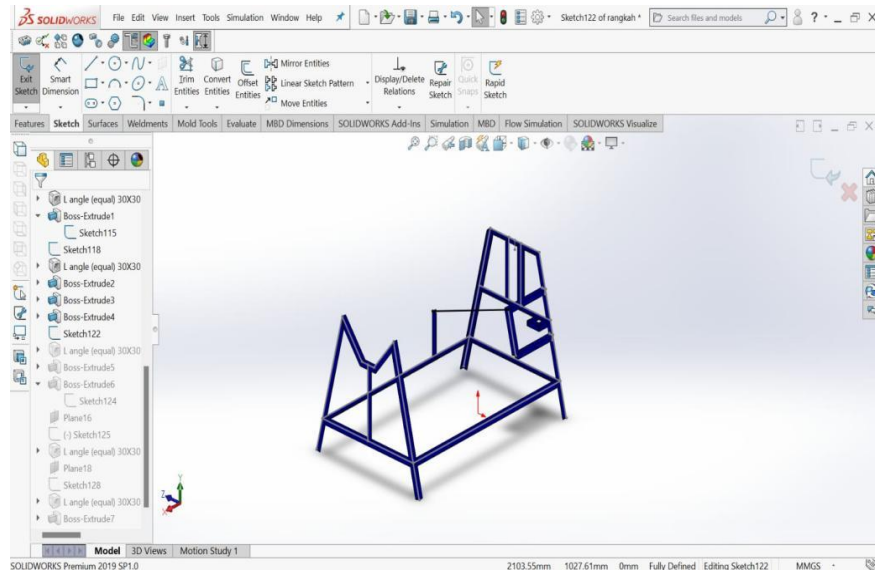 SOLIDWORKS File Edit View Insert Tools Simulation Window Help Sketch122 of rangkah * Search files and models ?
Exit Sketch
Smart Dimension
Trim Entities
Convert Entities
Offset Entities
Mirror Entities
Linear Sketch Pattern
Move Entities
Display/Delete Relations
Repair Sketch
Quick Snaps
Rapid Sketch
Features Sketch Surfaces Weldments Mold Tools Evaluate MBD Dimensions SOLIDWORKS Add-Ins Simulation MBD Flow Simulation SOLIDWORKS Visualize
L angle (equal) 30X30
Boss-Extrude1
Sketch115
Sketch118
L angle (equal) 30X30
Boss-Extrude2
Boss-Extrude3
Boss-Extrude4
Sketch122
L angle (equal) 30X30
Boss-Extrude5
Boss-Extrude6
Sketch124
Plane16
(-) Sketch125
L angle (equal) 30X30
Plane18
Sketch128
L angle (equal) 30X30
Boss-Extrude7
Y
Z
X
Model 3D Views Motion Study 1
SOLIDWORKS Premium 2019 SP1.0 2103.55mm 1027.61mm 0mm Fully Defined Editing Sketch122 MMGS